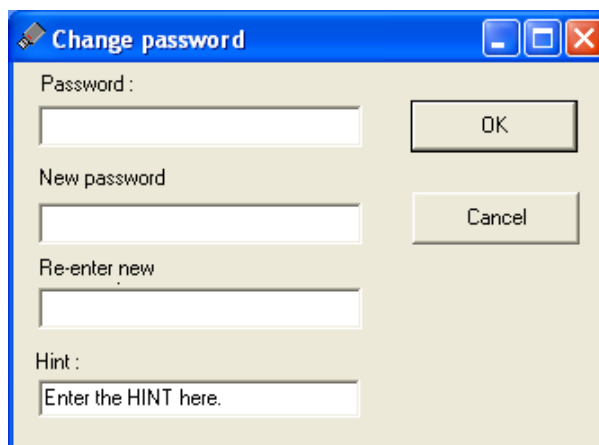 Change password
Password :
OK
New password
Cancel
Re-enter new
Hint :
Enter the HINT here.